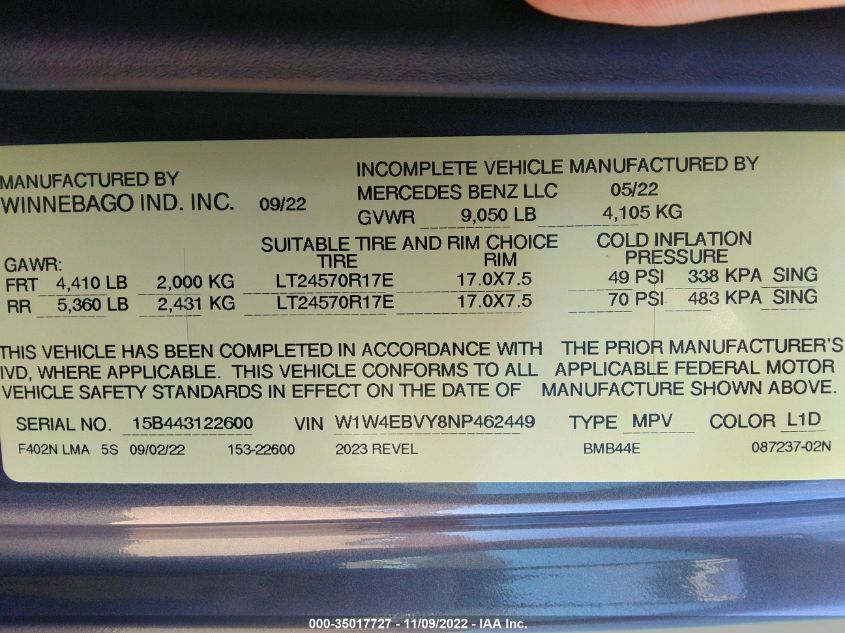 MANUFACTURED BY
WINNEBAGO IND. INC. 09/22
INCOMPLETE VEHICLE MANUFACTURED BY
MERCEDES BENZ LLC 05/22
GVWR 9,050 LB 4,105 KG
SUITABLE TIRE AND RIM CHOICE COLD INFLATION
GAWR: TIRE RIM PRESSURE
FRT 4,410 LB 2,000 KG LT24570R17E 17.0X7.5 49 PSI 338 KPA SING
RR 5,360 LB 2,431 KG LT24570R17E 17.0X7.5 70 PSI 483 KPA SING
THIS VEHICLE HAS BEEN COMPLETED IN ACCORDANCE WITH THE PRIOR MANUFACTURER'S
IVD, WHERE APPLICABLE. THIS VEHICLE CONFORMS TO ALL APPLICABLE FEDERAL MOTOR
VEHICLE SAFETY STANDARDS IN EFFECT ON THE DATE OF MANUFACTURE SHOWN ABOVE.
SERIAL NO. 15B443122600 VIN W1W4EBVY8NP462449 TYPE MPV COLOR L1D
F402N LMA 5S 09/02/22 153-22600 2023 REVEL BMB44E 087237-02N
000-35017727 - 11/09/2022 - IAA Inc.